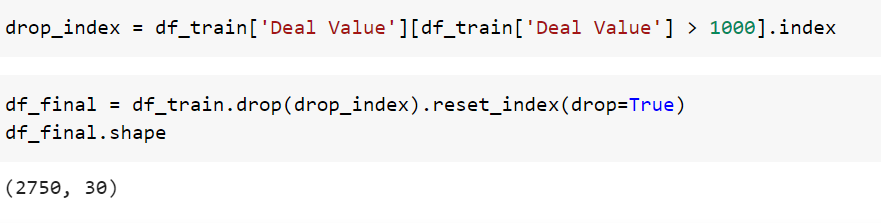 drop_index = df_train['Deal Value'][df_train['Deal Value'] > 1000].index
df_final = df_train.drop(drop_index).reset_index(drop=True)
df_final.shape
(2750, 30)